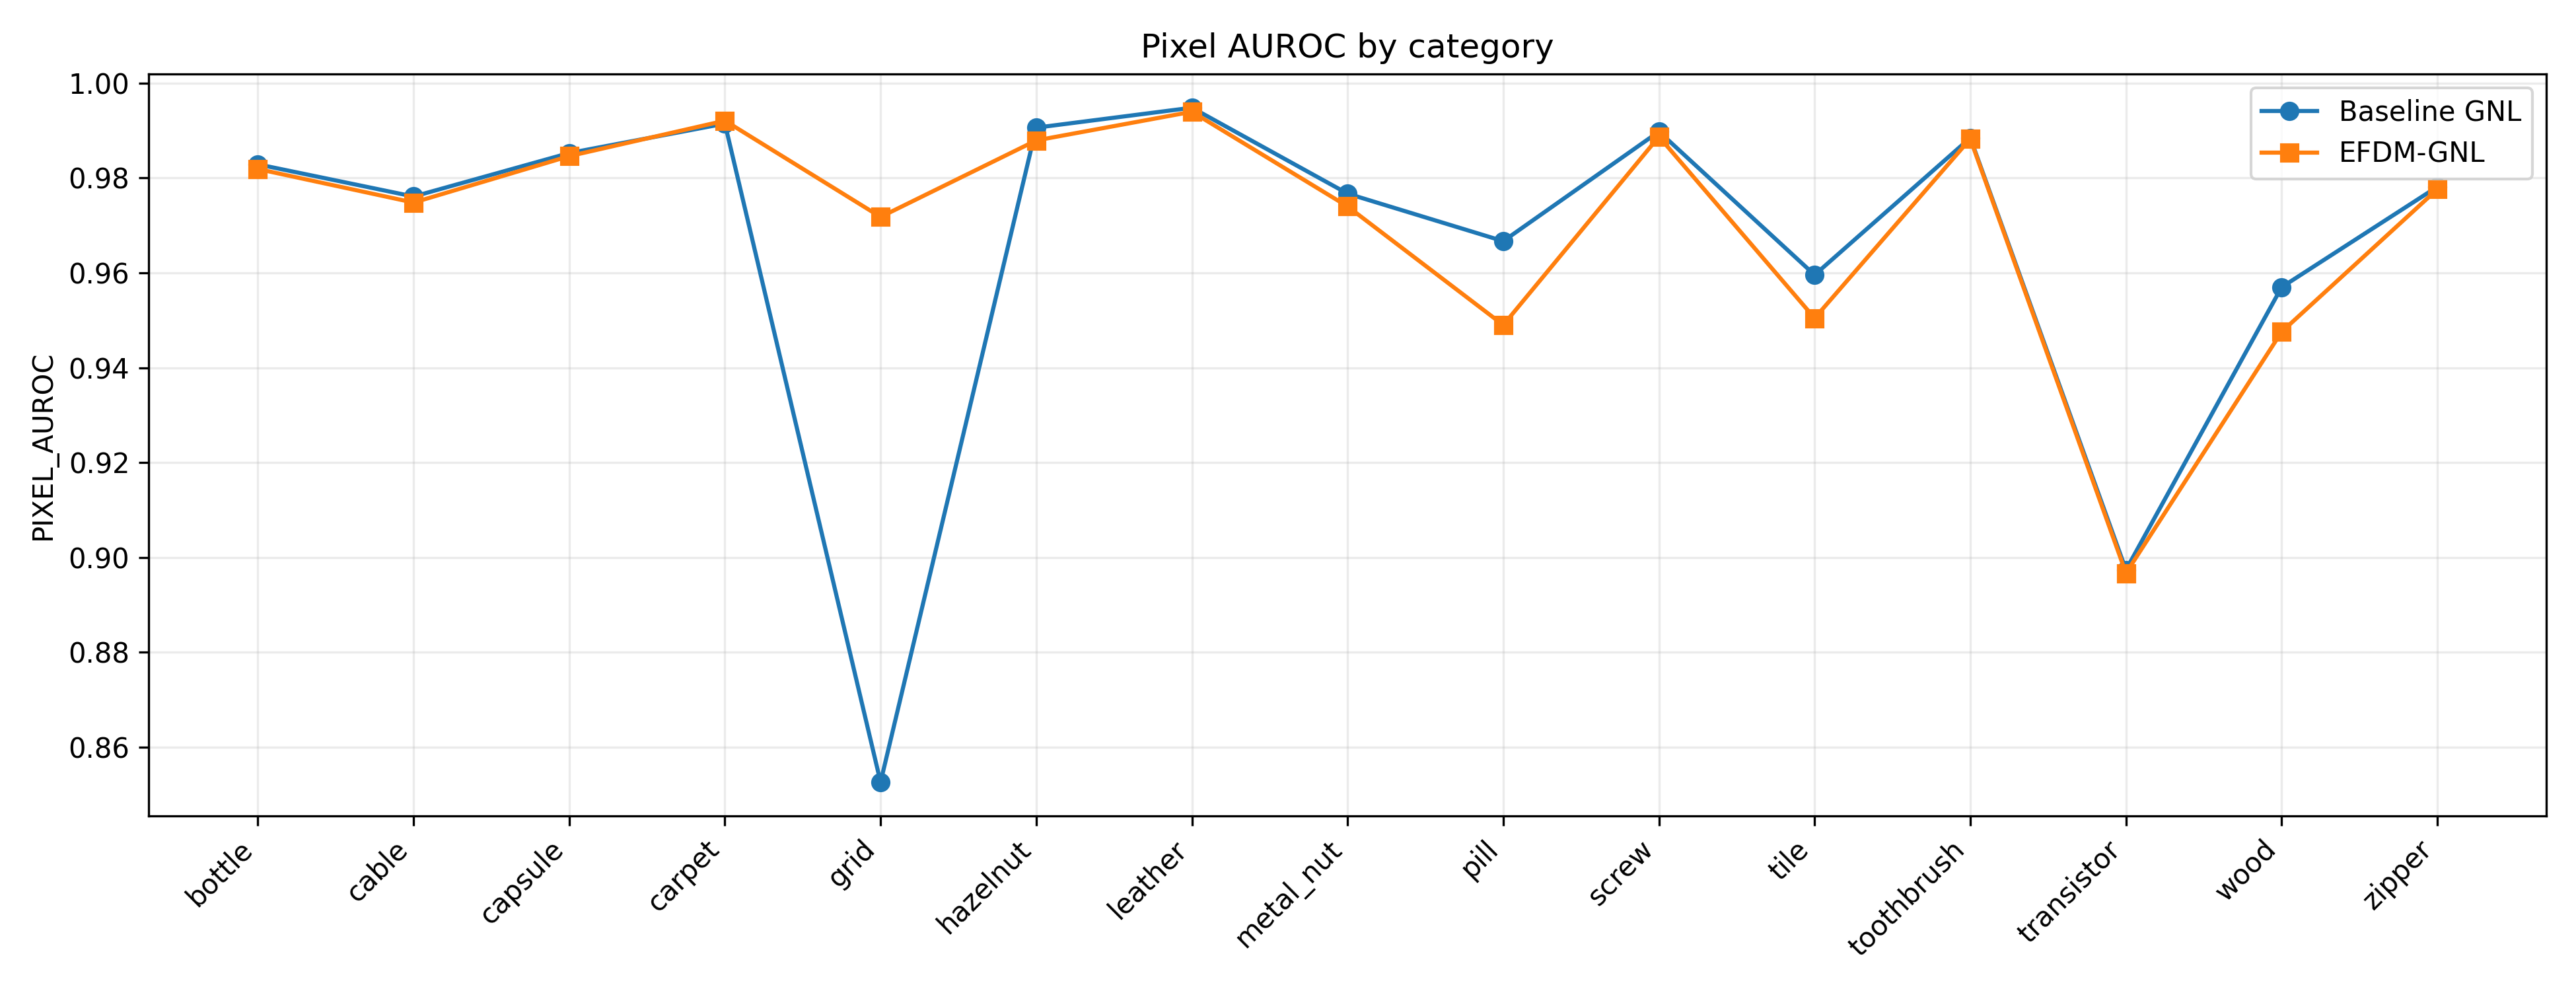 Pixel AUROC by category
PIXEL_AUROC
1.00
0.98
0.96
0.94
0.92
0.90
0.88
0.86
Baseline GNL
EFDM-GNL
bottle
cable
capsule
carpet
grid
hazelnut
leather
metal_nut
pill
screw
tile
toothbrush
transistor
wood
zipper